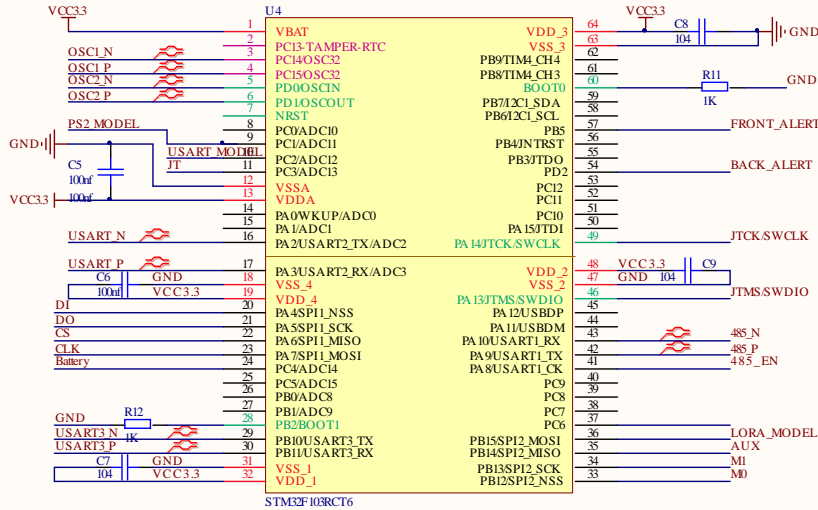 VCC3.3 U4 VCC3.3 C8
1 VBAT VDD_3 64 104 GND
2 PC13-TAMPER-RTC VSS_3 63
OSC1_N 3 PC14/OSC32 62
OSC1_P 4 PC15/OSC32 PB9/TIM4_CH4 61
OSC2_N 5 PD0/OSCIN PB8/TIM4_CH3 60 R11 GND
OSC2_P 6 PD1/OSCOUT BOOT0 59 1K
7 NRST PB7/I2C1_SDA 58
PS2_MODEL 8 PC0/ADC10 PB6/I2C1_SCL 57 FRONT_ALERT
GND 9 PC1/ADC11 PB5 56
USART_MODEL 10 PC2/ADC12 PB4/JNTRST 55
C5 JT 11 PC3/ADC13 PB3/JTDO 54 BACK_ALERT
100nf 12 VSSA PD2 53
VCC3.3 100nf 13 VDDA PC12 52
14 PA0/WKUP/ADC0 PC11 51
15 PA1/ADC1 PC10 50
USART_N 16 PA2/USART2_TX/ADC2 PA15/JTDI 49 JTCK/SWCLK
PA14/JTCK/SWCLK
USART_P 17 PA3/USART2_RX/ADC3 VDD_2 48 VCC3.3 C9
C6 GND 18 VSS_4 VSS_2 47 GND 104
100nf VCC3.3 19 VDD_4 PA13/JTMS/SWDIO 46 JTMS/SWDIO
DI 20 PA4/SPI1_NSS PA12/USBDP 45
DO 21 PA5/SPI1_SCK PA11/USBDM 44
CS 22 PA6/SPI1_MISO PA10/USART1_RX 43 485_N
CLK 23 PA7/SPI1_MOSI PA9/USART1_TX 42 485_P
Battery 24 PC4/ADC14 PA8/USART1_CK 41 485_EN
25 PC5/ADC15 PC9 40
26 PB0/ADC8 PC8 39
27 PB1/ADC9 PC7 38
GND R12 28 PB2/BOOT1 PC6 37
USART3_N 1K 29 PB10/USART3_TX PB15/SPI2_MOSI 36 LORA_MODEL
USART3_P 30 PB11/USART3_RX PB14/SPI2_MISO 35 AUX
C7 GND 31 VSS_1 PB13/SPI2_SCK 34 M1
104 VCC3.3 32 VDD_1 PB12/SPI2_NSS 33 M0
STM32F103RCT6